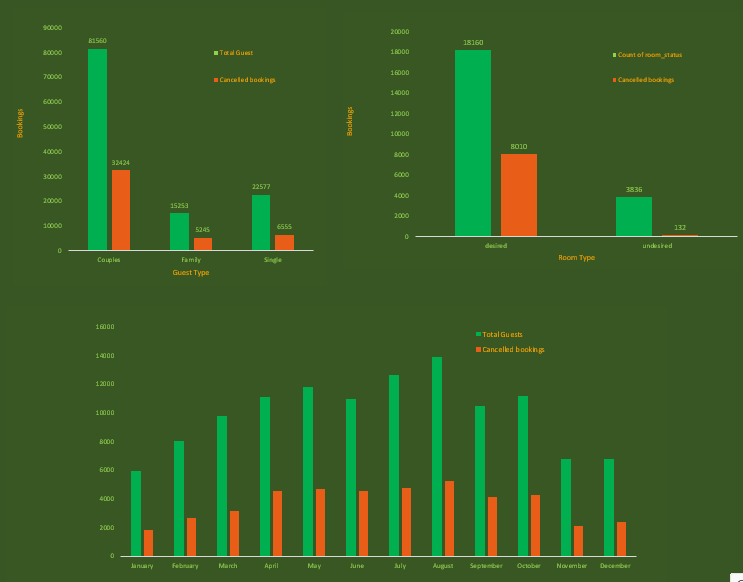 90000
80000
70000
60000
50000
40000
30000
20000
10000
0
Bookings
81560
32424
15253
5245
22577
6555
Total Guest
Cancelled bookings
Couples
Family
Single
Guest Type
20000
18000
16000
14000
12000
10000
8000
6000
4000
2000
0
Bookings
18160
8010
3836
132
Count of room_status
Cancelled bookings
desired
undesired
Room Type
16000
14000
12000
10000
8000
6000
4000
2000
0
Total Guests
Cancelled bookings
January
February
March
April
May
June
July
August
September
October
November
December